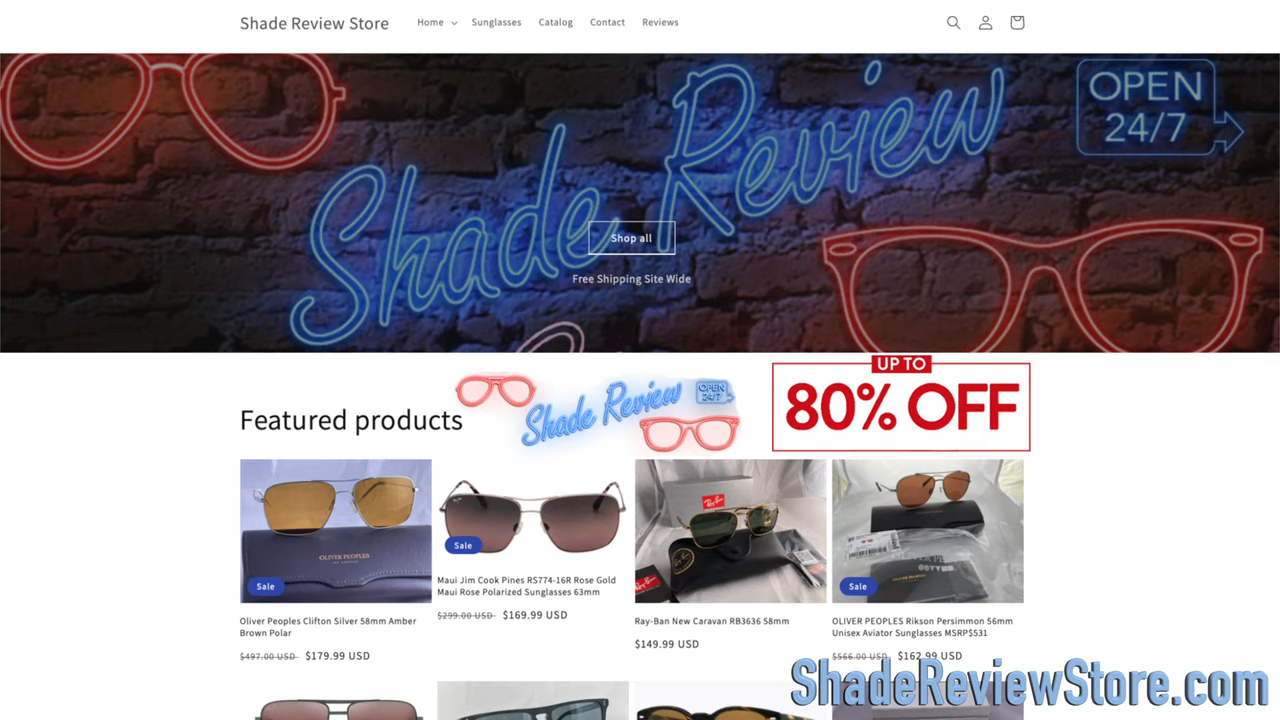 Shade Review Store
Home
Sunglasses
Catalog
Contact
Reviews
Shade Review
OPEN
24/7
Shop all
Free Shipping Site Wide
Featured products
Shade Review
OPEN
24/7
UP TO
80% OFF
OLIVER PEOPLES
Sale
Sale
Ray-Ban
Sale
Oliver Peoples Clifton Silver 58mm Amber
Brown Polar
$497.00 USD $179.99 USD
Maui Jim Cook Pines RS774-16R Rose Gold
Maui Rose Polarized Sunglasses 63mm
$299.00 USD $169.99 USD
Ray-Ban New Caravan RB3636 58mm
$149.99 USD
OLIVER PEOPLES Rikson Persimmon 56mm
Unisex Aviator Sunglasses MSRP$531
$566.00 USD $162.99 USD
ShadeReviewStore.com